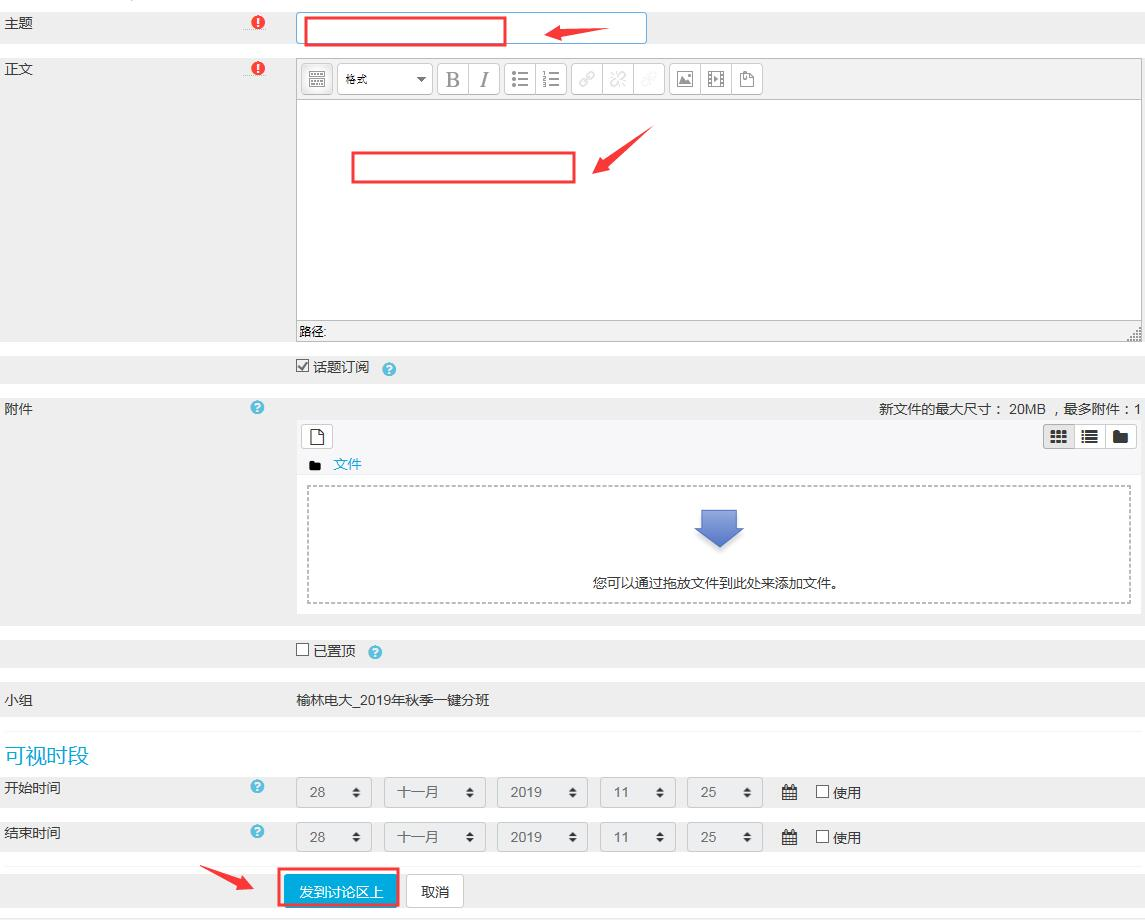 主题
正文
格式
B I
路径:
话题订阅
附件
新文件的最大尺寸： 20MB ，最多附件：1
文件
您可以通过拖放文件到此处来添加文件。
已置顶
小组
榆林电大_2019年秋季一键分班
可视时段
开始时间
28 十一月 2019 11 25 使用
结束时间
28 十一月 2019 11 25 使用
发到讨论区上 取消